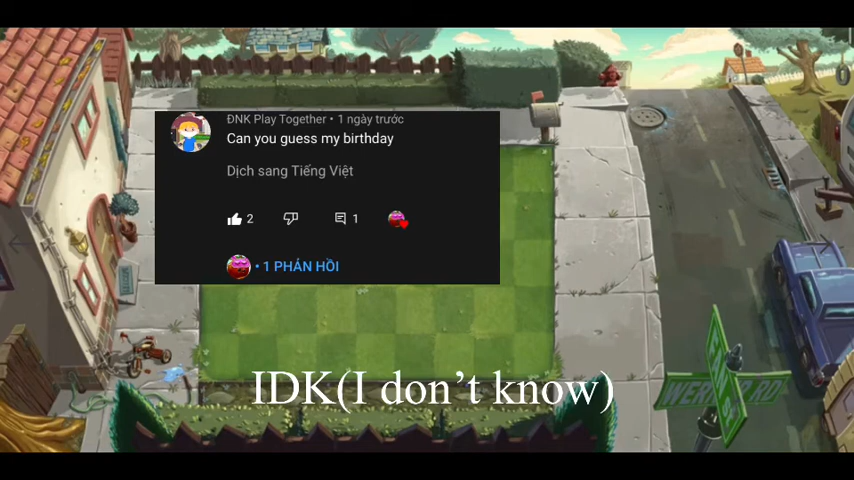 ĐNK Play Together • 1 ngày trước
Can you guess my birthday
Dịch sang Tiếng Việt
2
1
• 1 PHẢN HỒI
IDK(I don’t know)